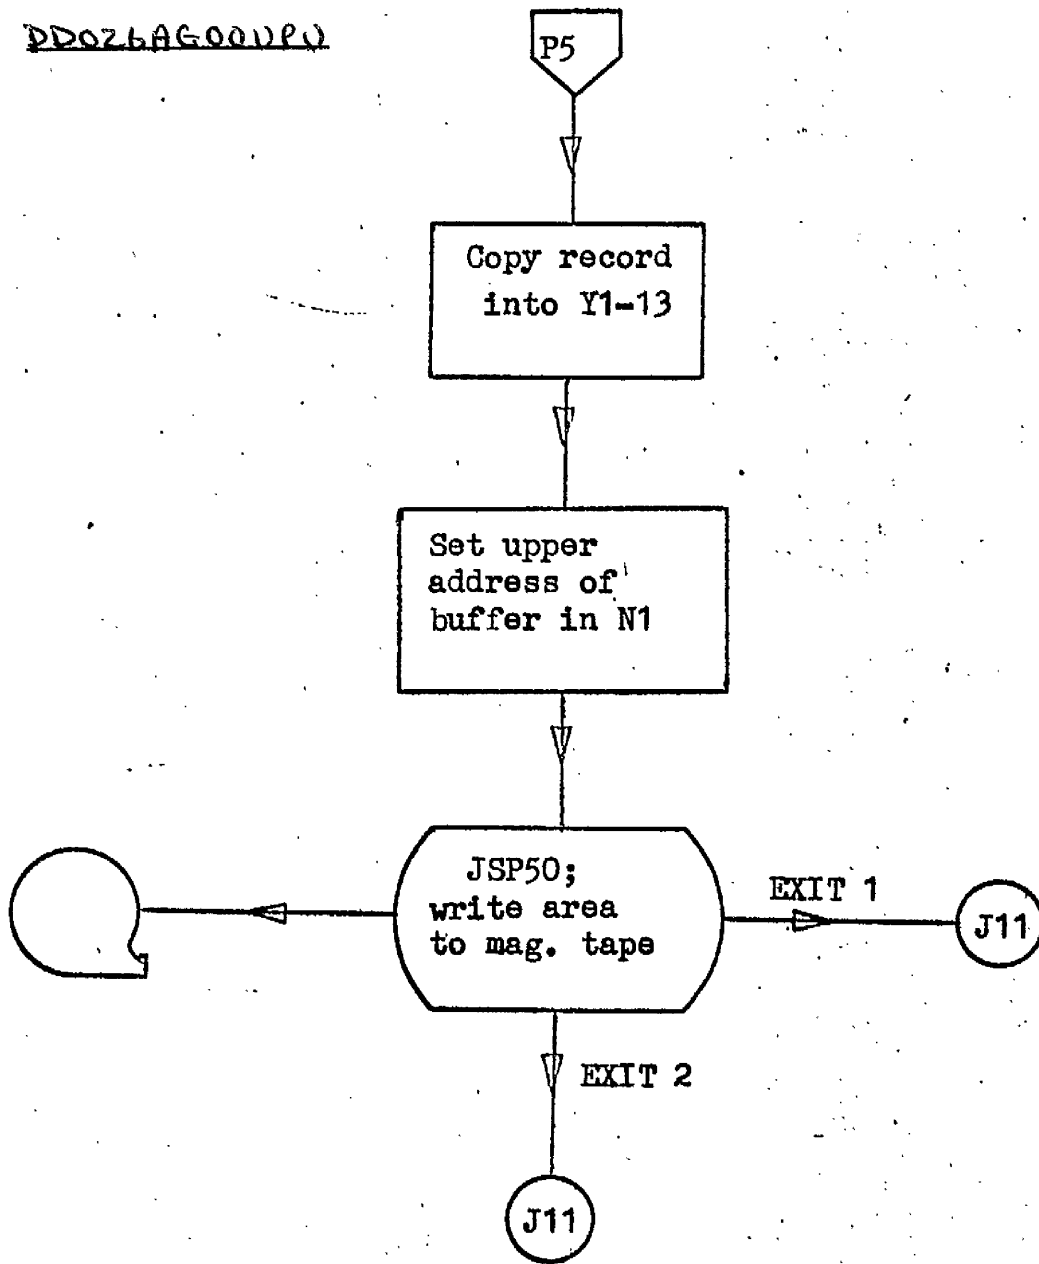 DD026AG00UPU
P5
Copy record
into Y1-13
Set upper
address of
buffer in N1
JSP50;
write area
to mag. tape
EXIT 1
J11
EXIT 2
J11